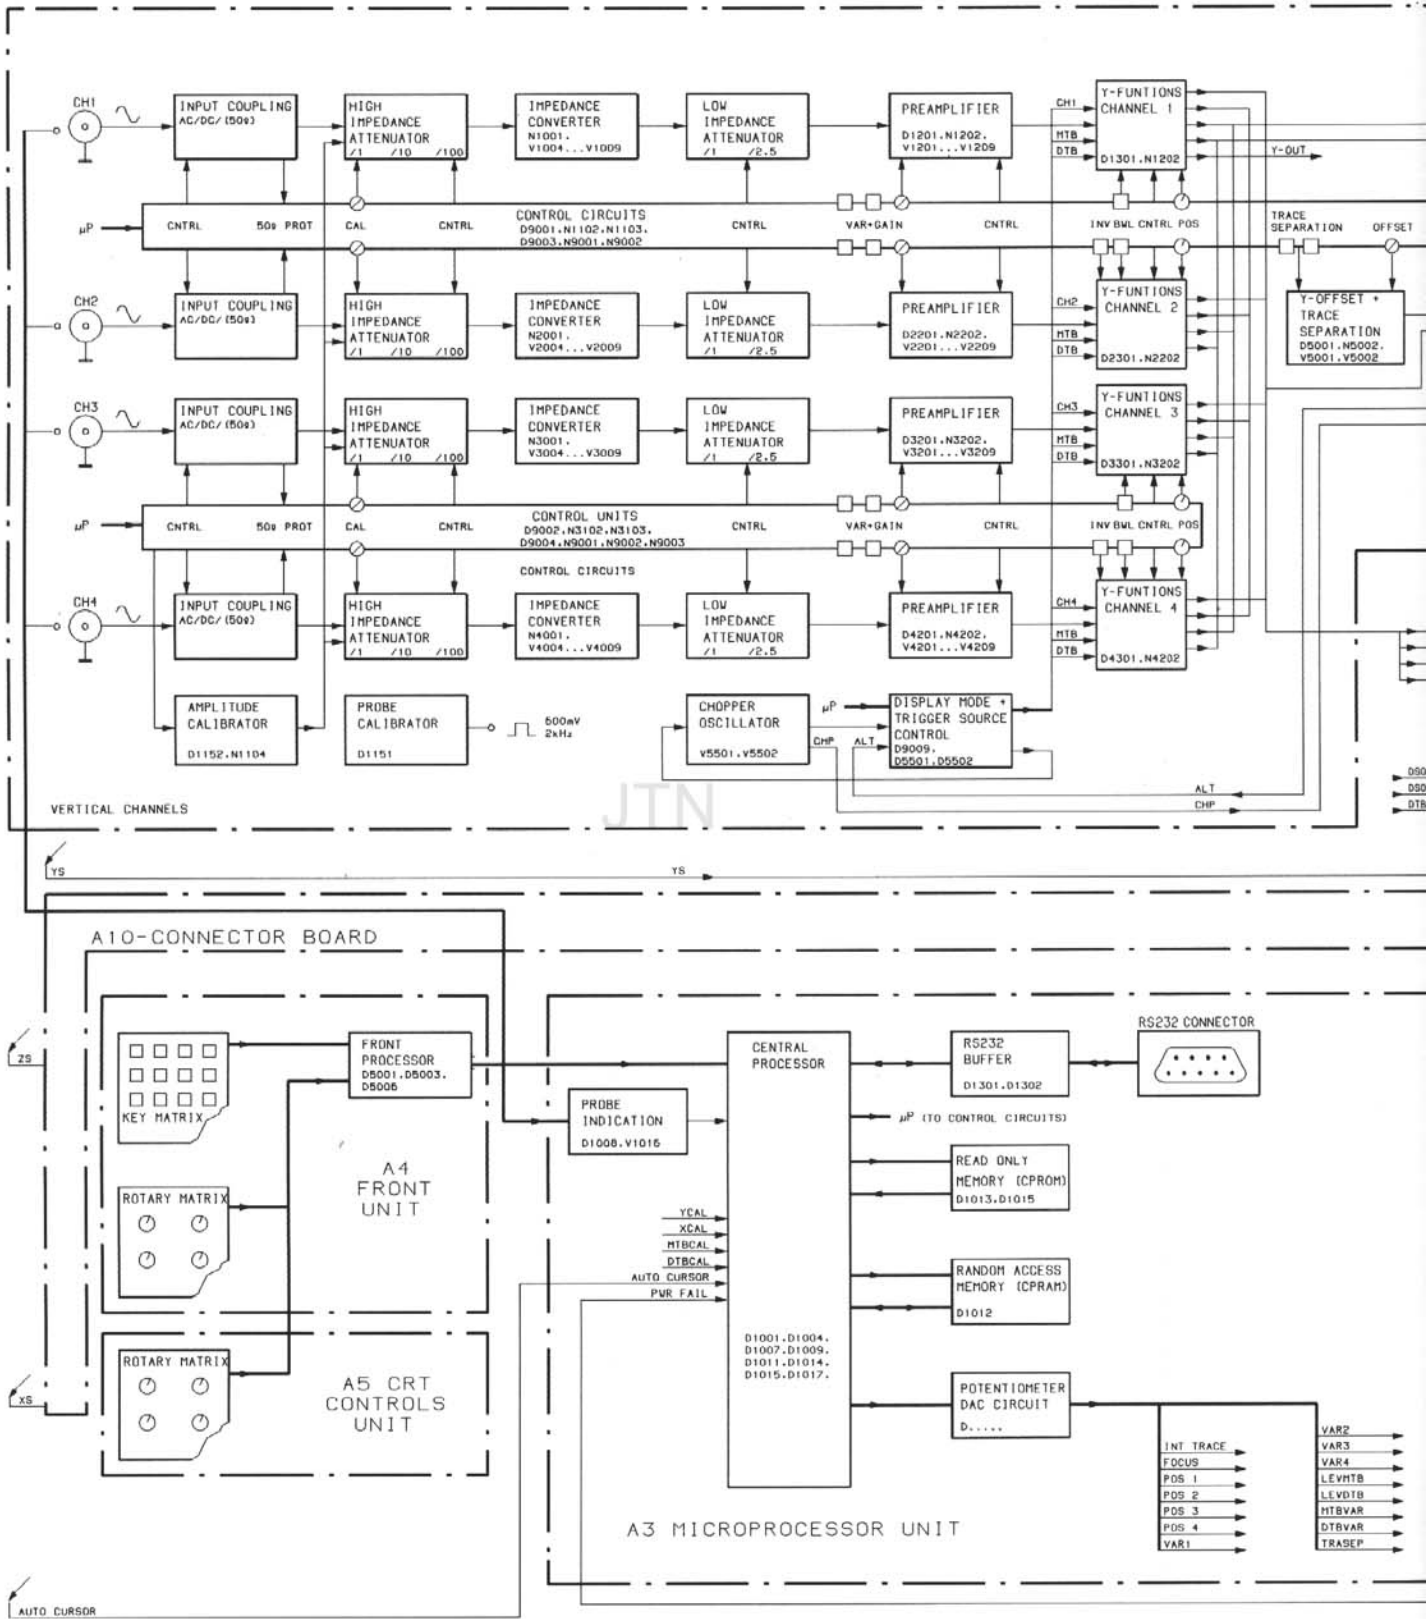 CH1
INPUT COUPLING
AC/DC/(50Ω)
HIGH
IMPEDANCE
ATTENUATOR
/1 /10 /100
IMPEDANCE
CONVERTER
N1001.
V1004...V1009
LOW
IMPEDANCE
ATTENUATOR
/1 /2.5
PREAMPLIFIER
D1201.N1202.
V1201...V1209
CH1
MTB
DTB
Y-FUNTIONS
CHANNEL 1
D1301.N1202
Y-OUT
µP
CNTRL
50Ω PROT
CAL
CONTROL CIRCUITS
D9001.N1102.N1103.
D9003.N9001.N9002
CNTRL
VAR+GAIN
CNTRL
INV BWL CNTRL POS
TRACE
SEPARATION
OFFSET
CH2
INPUT COUPLING
AC/DC/(50Ω)
HIGH
IMPEDANCE
ATTENUATOR
/1 /10 /100
IMPEDANCE
CONVERTER
N2001.
V2004...V2009
LOW
IMPEDANCE
ATTENUATOR
/1 /2.5
PREAMPLIFIER
D2201.N2202.
V2201...V2209
CH2
MTB
DTB
Y-FUNTIONS
CHANNEL 2
D2301.N2202
Y-OFFSET +
TRACE
SEPARATION
D5001.N5002.
V5001.V5002
CH3
INPUT COUPLING
AC/DC/(50Ω)
HIGH
IMPEDANCE
ATTENUATOR
/1 /10 /100
IMPEDANCE
CONVERTER
N3001.
V3004...V3009
LOW
IMPEDANCE
ATTENUATOR
/1 /2.5
PREAMPLIFIER
D3201.N3202.
V3201...V3209
CH3
MTB
DTB
Y-FUNTIONS
CHANNEL 3
D3301.N3202
µP
CNTRL
50Ω PROT
CAL
CNTRL
CONTROL UNITS
D9002.N3102.N3103.
D9004.N9001.N9002.N9003
CNTRL
VAR+GAIN
CNTRL
INV BWL CNTRL POS
CONTROL CIRCUITS
CH4
INPUT COUPLING
AC/DC/(50Ω)
HIGH
IMPEDANCE
ATTENUATOR
/1 /10 /100
IMPEDANCE
CONVERTER
N4001.
V4004...V4009
LOW
IMPEDANCE
ATTENUATOR
/1 /2.5
PREAMPLIFIER
D4201.N4202.
V4201...V4209
CH4
MTB
DTB
Y-FUNTIONS
CHANNEL 4
D4301.N4202
AMPLITUDE
CALIBRATOR
D1152.N1104
PROBE
CALIBRATOR
D1151
600mV
2kHz
CHOPPER
OSCILLATOR
V5501.V5502
CHP
ALT
µP
DISPLAY MODE +
TRIGGER SOURCE
CONTROL
D9009.
D5501.D5502
ALT
CHP
DSO
DSO
DTB
VERTICAL CHANNELS
JTN
YS
YS
A10-CONNECTOR BOARD
ZS
KEY MATRIX
FRONT
PROCESSOR
D5001.D5003.
D5005
ROTARY MATRIX
A4
FRONT
UNIT
ROTARY MATRIX
A5 CRT
CONTROLS
UNIT
XS
PROBE
INDICATION
D1008.V1016
CENTRAL
PROCESSOR
D1001.D1004.
D1007.D1009.
D1011.D1014.
D1015.D1017.
YCAL
XCAL
MTBCAL
DTBCAL
AUTO CURSOR
PWR FAIL
RS232
BUFFER
D1301.D1302
RS232 CONNECTOR
µP (TO CONTROL CIRCUITS)
READ ONLY
MEMORY (CPROM)
D1013.D1015
RANDOM ACCESS
MEMORY (CPRAM)
D1012
POTENTIOMETER
DAC CIRCUIT
D.....
INT TRACE
FOCUS
POS 1
POS 2
POS 3
POS 4
VAR1
VAR2
VAR3
VAR4
LEVMTB
LEVDTB
MTBVAR
DTBVAR
TRASEP
A3 MICROPROCESSOR UNIT
AUTO CURSOR